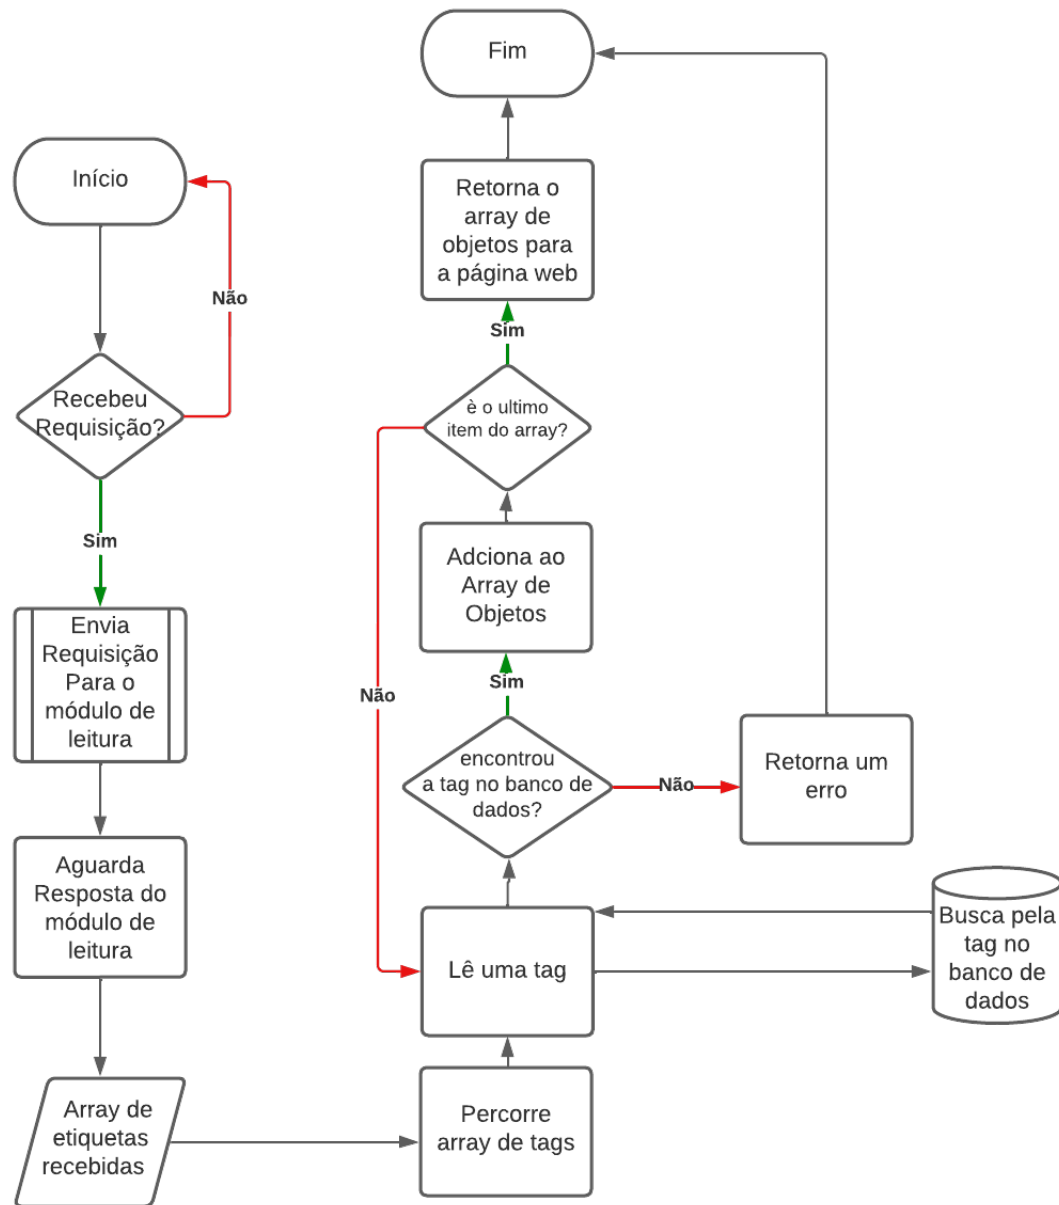 Início
Não
Recebeu
Requisição?
Sim
Envia
Requisição
Para o
módulo de
leitura
Aguarda
Resposta do
módulo de
leitura
Array de
etiquetas
recebidas
Percorre
array de tags
Lê uma tag
Busca pela
tag no
banco de
dados
encontrou
a tag no banco de
dados?
Não
Retorna um
erro
Sim
Adciona ao
Array de
Objetos
è o ultimo
item do array?
Não
Sim
Retorna o
array de
objetos para
a página web
Fim